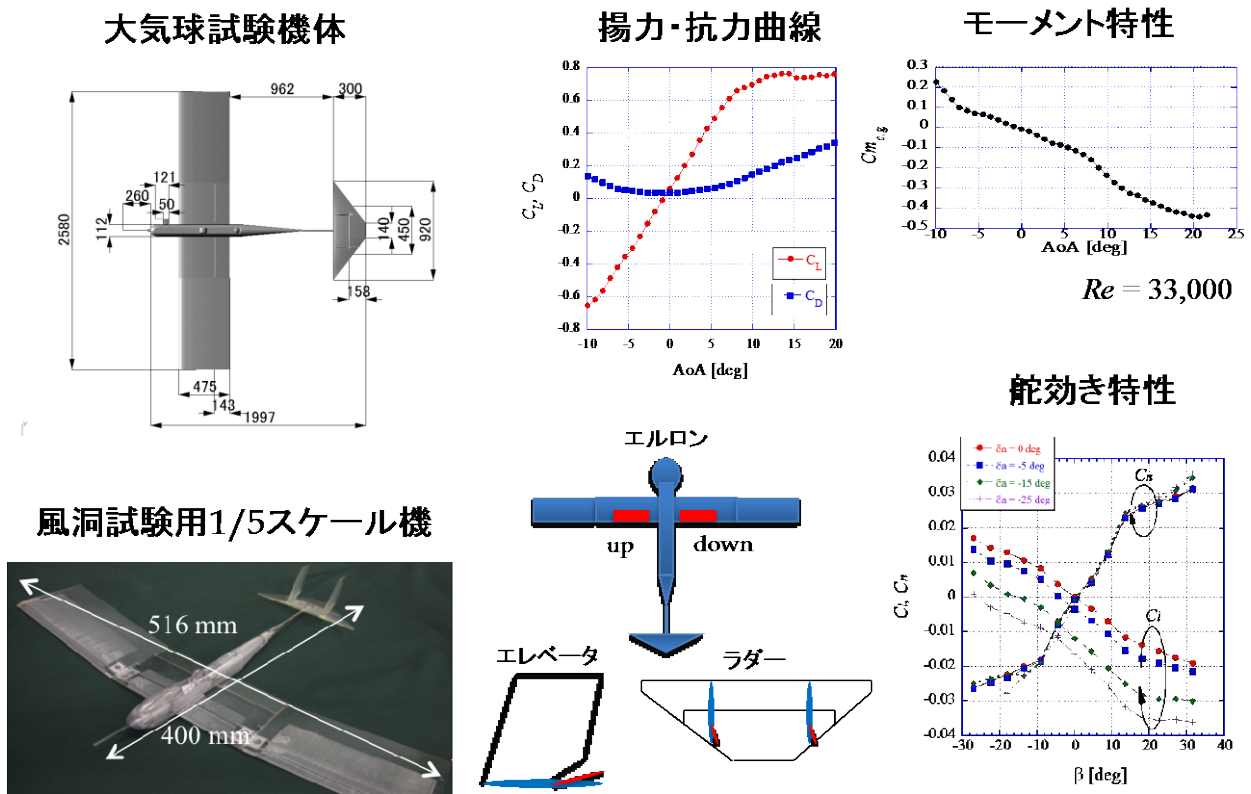 大気球試験機体
962
300
121
260
50
112
2580
140
450
920
158
475
143
1997
揚力・抗力曲線
0.8
0.6
0.4
0.2
0
-0.2
-0.4
-0.6
-0.8
-10
-5
0
5
10
15
20
C_L, C_D
AoA [deg]
C_L
C_D
モーメント特性
0.3
0.2
0.1
0
-0.1
-0.2
-0.3
-0.4
-0.5
-10
-5
0
5
10
15
20
25
Cm_c.g
AoA [deg]
Re = 33,000
風洞試験用1/5スケール機
516 mm
400 mm
エルロン
up
down
エレベータ
ラダー
舵効き特性
δa = 0 deg
δa = -5 deg
δa = -15 deg
δa = -25 deg
0.04
0.03
0.02
0.01
0
-0.01
-0.02
-0.03
-0.04
-30
-20
-10
0
10
20
30
40
Cl, Cn
Cn
Cl
β [deg]